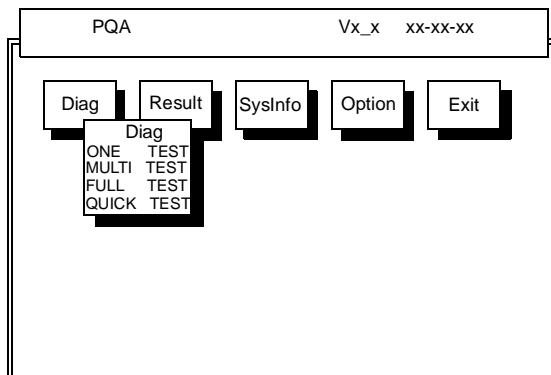 PQA Vx_x xx-xx-xx
Diag Result SysInfo Option Exit
Diag
ONE TEST
MULTI TEST
FULL TEST
QUICK TEST